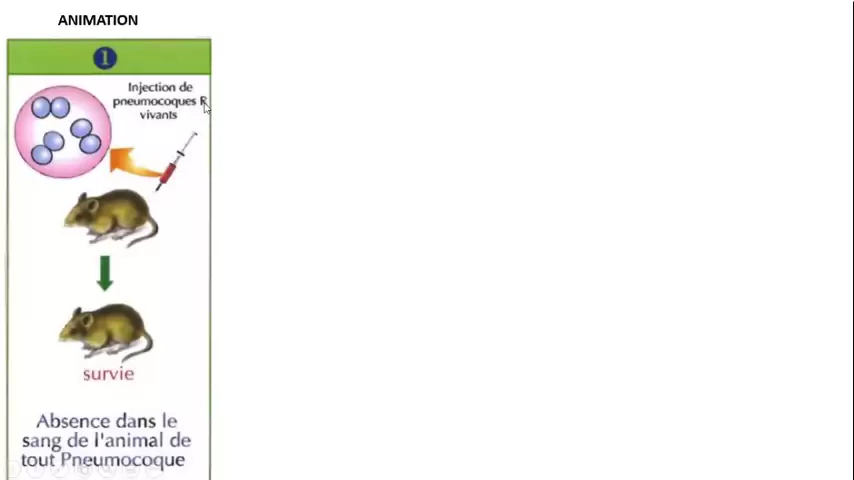 ANIMATION
1
Injection de
pneumocoques R
vivants
survie
Absence dans le
sang de l'animal de
tout Pneumocoque